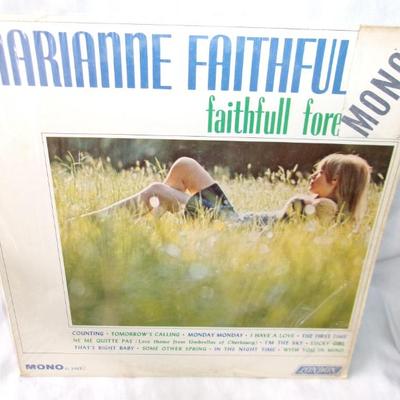 MARIANNE FAITHFUL
faithfull fore
MONO
COUNTING · TOMORROW'S CALLING · MONDAY MONDAY · I HAVE A LOVE · THE FIRST TIME
NE ME QUITTE PAS (Love theme from Umbrellas of Cherbourg) · I'M THE SKY · LUCKY GIRL
THAT'S RIGHT BABY · SOME OTHER SPRING · IN THE NIGHT TIME · WITH YOU IN MIND
MONO
LONDON